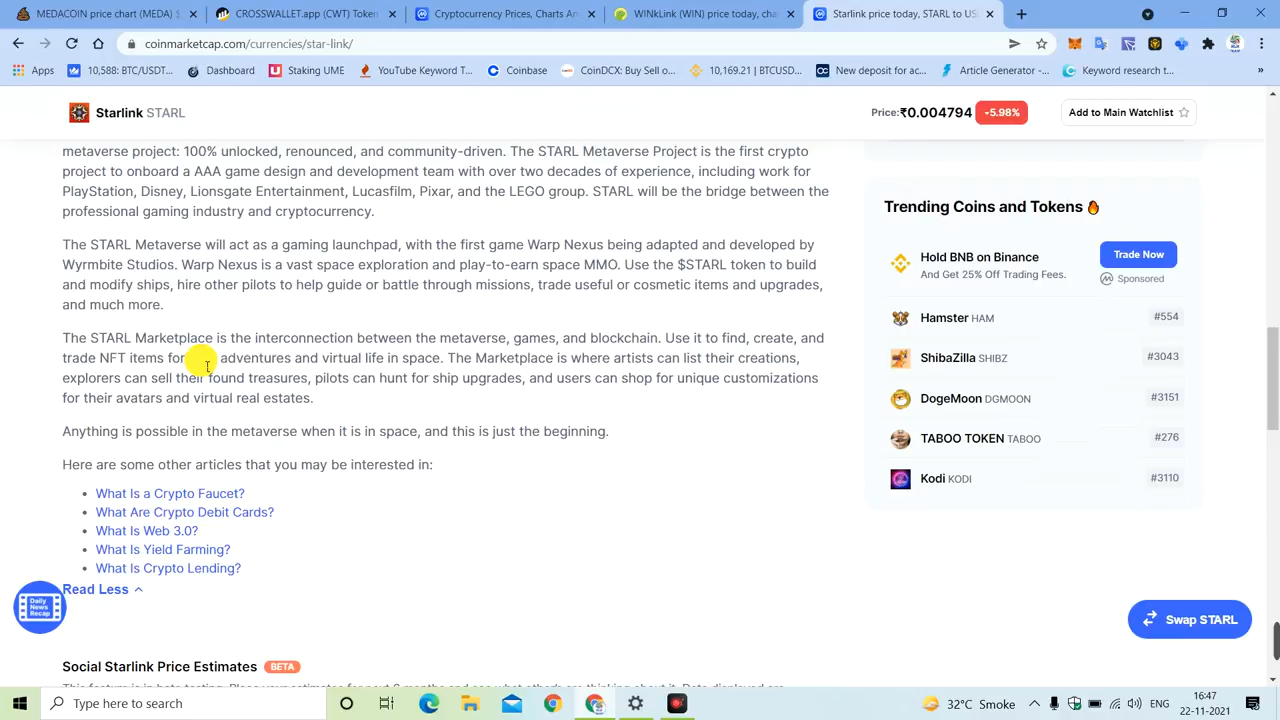 MEDACOIN (MEDA)
CROSSWALLET.(CWT) Token
Cryptocurrency Prices, Charts An
WINkLink (WIN) price today, cha
Starlink price today, STARL to US
coinmarketcap.com/currencies/star-link/
Apps
10,588: BTC/USDT...
Dashboard
Staking UME
YouTube Keyword T...
Coinbase
CoinDCX: Buy Sell o...
10,169.21 | BTCUSD...
New deposit for ac...
Article Generator -...
Keyword research t...
»
Starlink STARL
Price:₹0.004794
-5.98%
Add to Main Watchlist
metaverse project: 100% unlocked, renounced, and community-driven. The STARL Metaverse Project is the first crypto
project to onboard a AAA game design and development team with over two decades of experience, including work for
PlayStation, Disney, Lionsgate Entertainment, Lucasfilm, Pixar, and the LEGO group. STARL will be the bridge between the
professional gaming industry and cryptocurrency.
The STARL Metaverse will act as a gaming launchpad, with the first game Warp Nexus being adapted and developed by
Wyrmbite Studios. Warp Nexus is a vast space exploration and play-to-earn space MMO. Use the $STARL token to build
and modify ships, hire other pilots to help guide or battle through missions, trade useful or cosmetic items and upgrades,
and much more.
The STARL Marketplace is the interconnection between the metaverse, games, and blockchain. Use it to find, create, and
trade NFT items for adventures and virtual life in space. The Marketplace is where artists can list their creations,
explorers can sell their found treasures, pilots can hunt for ship upgrades, and users can shop for unique customizations
for their avatars and virtual real estates.
Anything is possible in the metaverse when it is in space, and this is just the beginning.
Here are some other articles that you may be interested in:
What Is a Crypto Faucet?
What Are Crypto Debit Cards?
What Is Web 3.0?
What Is Yield Farming?
What Is Crypto Lending?
Read Less
Daily
News
Recap
Social Starlink Price Estimates BETA
Trending Coins and Tokens
Hold BNB on Binance
And Get 25% Off Trading Fees.
Trade Now
Sponsored
Hamster HAM #554
ShibaZilla SHIBZ #3043
DogeMoon DGMOON #3151
TABOO TOKEN TABOO #276
Kodi KODI #3110
Swap STARL
Type here to search
32°C Smoke
ENG
16:47
22-11-2021